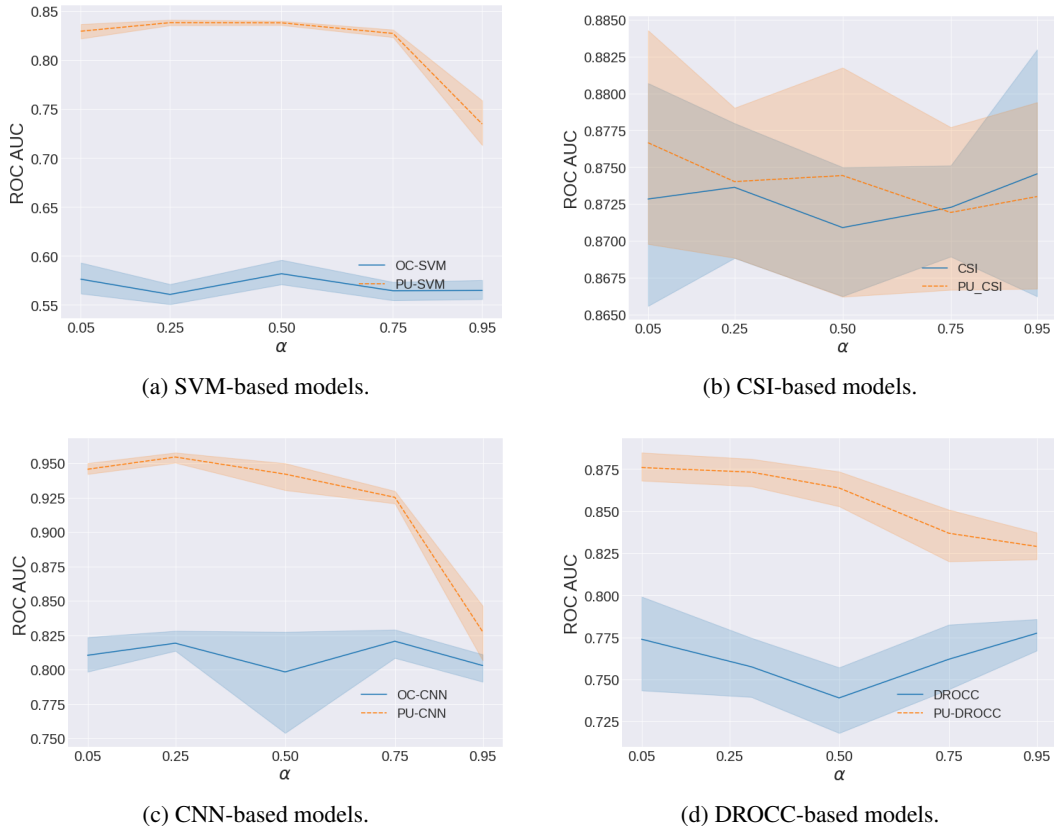 0.85
0.80
0.75
0.70
0.65
0.60
0.55
ROC AUC
OC-SVM
PU-SVM
0.05 0.25 0.50 0.75 0.95
α
(a) SVM-based models.
0.8850
0.8825
0.8800
0.8775
0.8750
0.8725
0.8700
0.8675
0.8650
ROC AUC
CSI
PU_CSI
0.05 0.25 0.50 0.75 0.95
α
(b) CSI-based models.
0.950
0.925
0.900
0.875
0.850
0.825
0.800
0.775
0.750
ROC AUC
OC-CNN
PU-CNN
0.05 0.25 0.50 0.75 0.95
α
(c) CNN-based models.
0.875
0.850
0.825
0.800
0.775
0.750
0.725
ROC AUC
DROCC
PU-DROCC
0.05 0.25 0.50 0.75 0.95
α
(d) DROCC-based models.